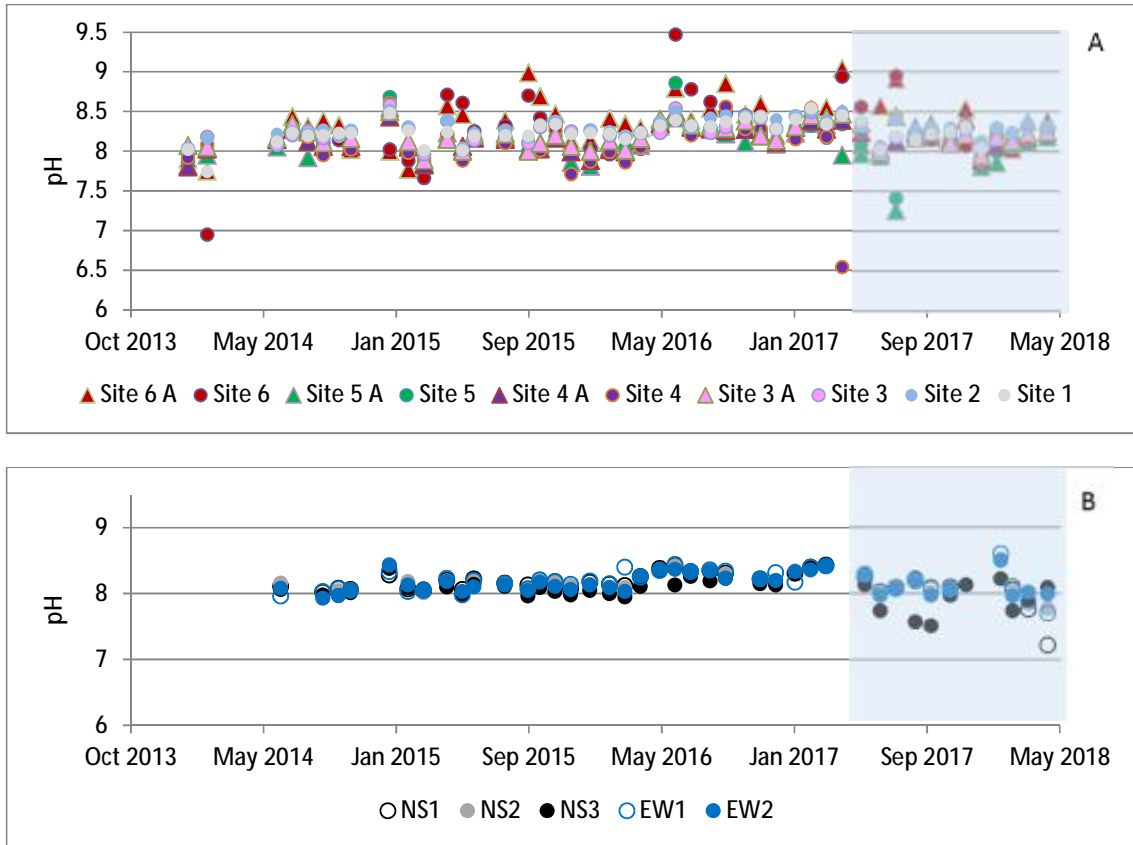 A
9.5
9
8.5
8
7.5
7
6.5
6
pH
Oct 2013 May 2014 Jan 2015 Sep 2015 May 2016 Jan 2017 Sep 2017 May 2018
Site 6 A Site 6 Site 5 A Site 5 Site 4 A Site 4 Site 3 A Site 3 Site 2 Site 1
B
9
8
7
6
pH
Oct 2013 May 2014 Jan 2015 Sep 2015 May 2016 Jan 2017 Sep 2017 May 2018
NS1 NS2 NS3 EW1 EW2